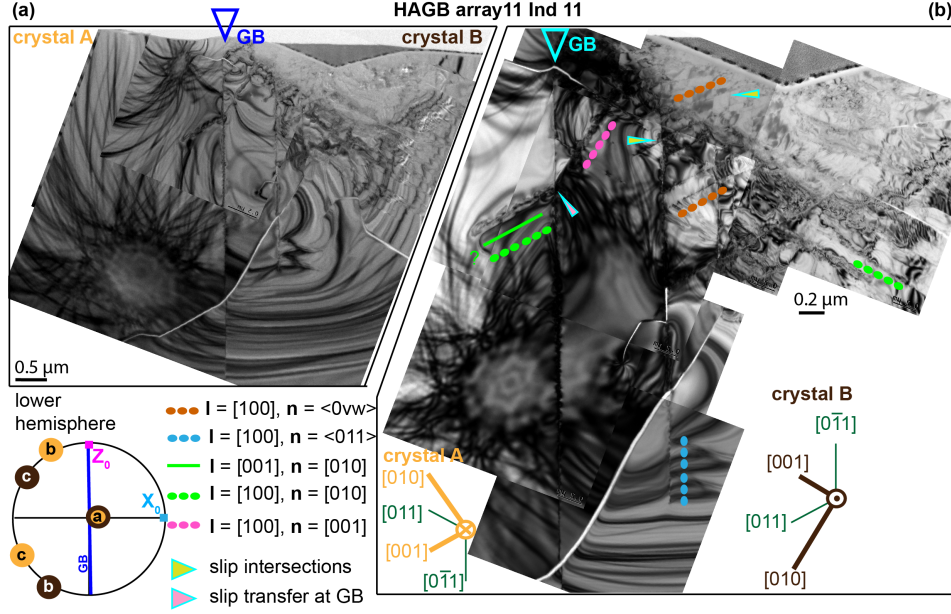 (a)
HAGB array11 Ind 11
(b)
crystal A
GB
crystal B
GB
?
0.2 µm
0.5 µm
lower
hemisphere
b
Z0
c
X0
a
c
GB
b
l = [100], n = <0vw>
l = [100], n = <011>
l = [001], n = [010]
l = [100], n = [010]
l = [100], n = [001]
slip intersections
slip transfer at GB
crystal A
[010]
[011]
[001]
[01̅1]
crystal B
[01̅1]
[001]
[011]
[010]